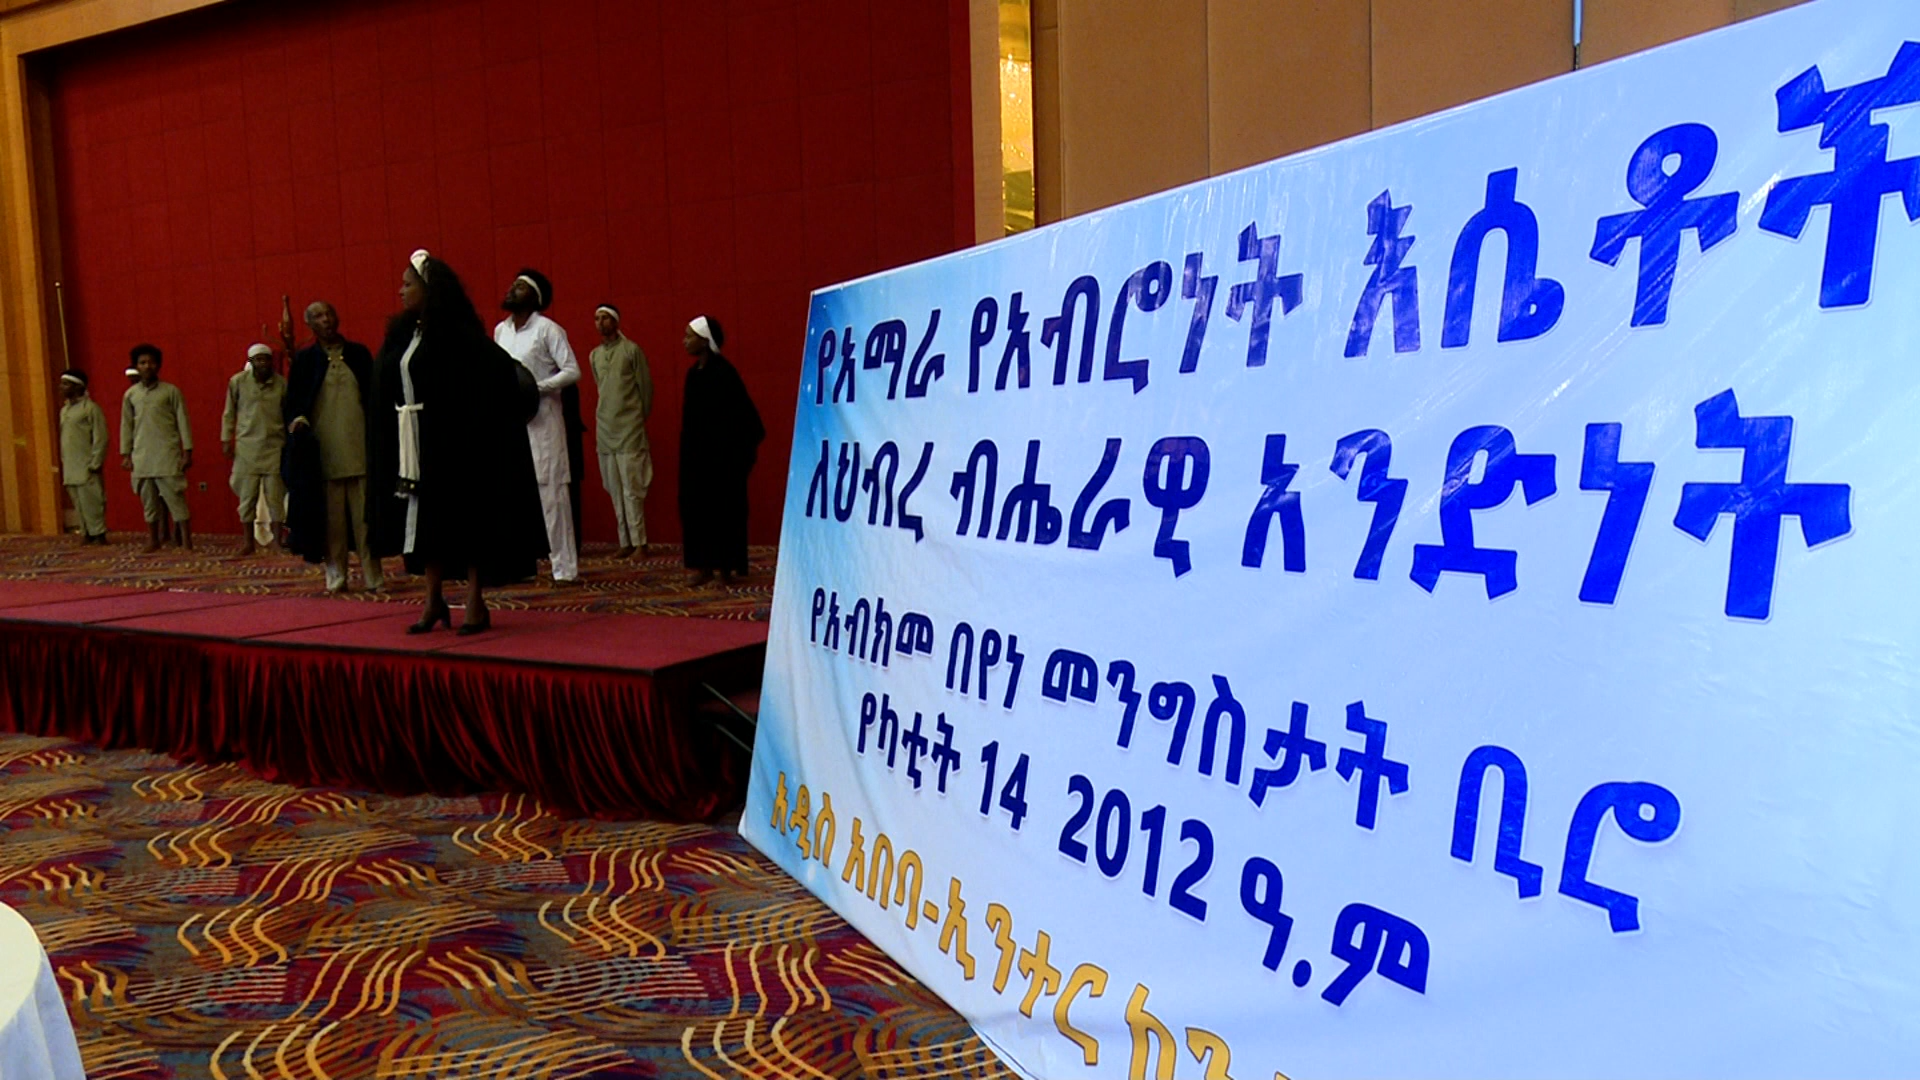 የአማራ የአብሮነት እሴቶች
ለህብረ ብሔራዊ አንድነት
የአብክመ በየነ መንግስታት ቢሮ
የካቲት 14 2012 ዓ.ም
አዲስ አበባ-ኢንተር